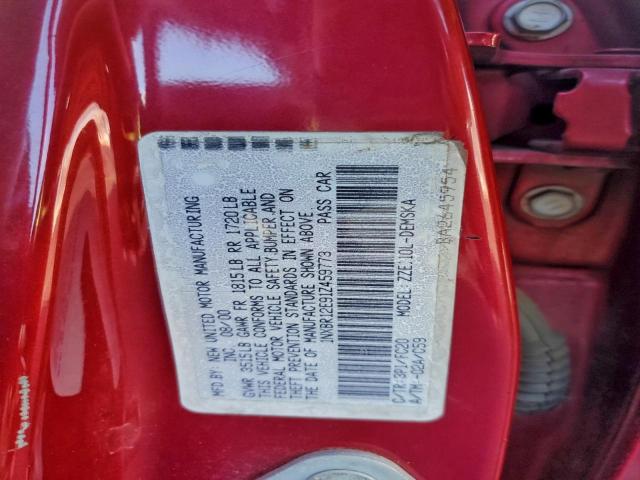 MFD. BY: NEW UNITED MOTOR MANUFACTURING
INC 08/00
GVWR 3515LB GAWR FR 1815LB RR 1720LB
THIS VEHICLE CONFORMS TO ALL APPLICABLE
FEDERAL MOTOR VEHICLE SAFETY,BUMPER,AND
THEFT PREVENTION STANDARDS IN EFFECT ON
THE DATE OF MANUFACTURE SHOWN ABOVE.
1NXBR12E91Z459773 PASS CAR
MODEL: ZZE110L-DEMSKA
C/TR:3P1/FC20
A/TM:-02A/C59
BA2645954